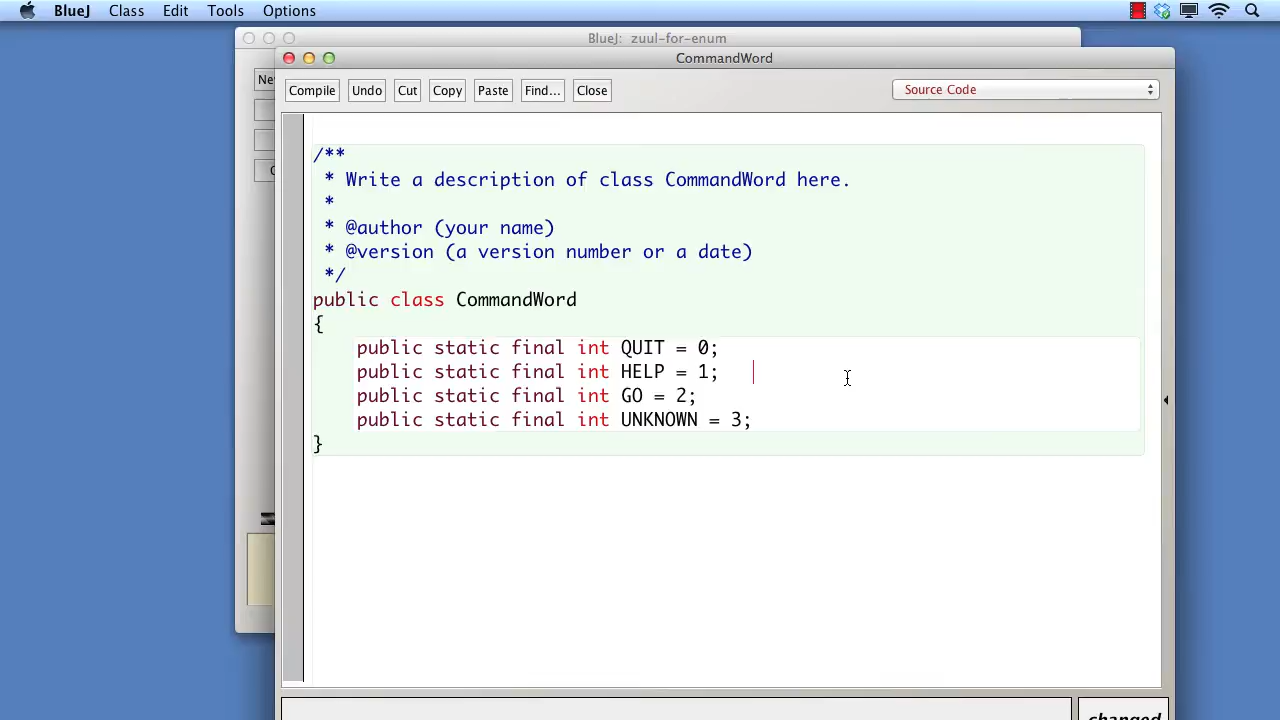 BlueJ Class Edit Tools Options
BlueJ: zuul-for-enum
CommandWord
Compile Undo Cut Copy Paste Find... Close Source Code
/**
* Write a description of class CommandWord here.
*
* @author (your name)
* @version (a version number or a date)
*/
public class CommandWord
{
public static final int QUIT = 0;
public static final int HELP = 1;
public static final int GO = 2;
public static final int UNKNOWN = 3;
}
changed